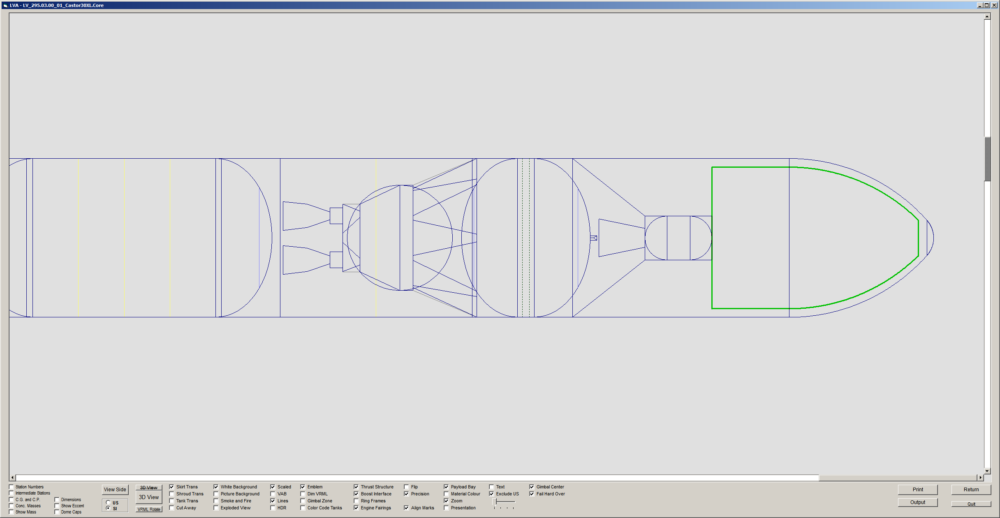 LVA - LV_295.03.00_01_Castor30XL.Core
Station Numbers
Intermediate Stations
C.G. and C.P.
Conc. Masses
Show Mass
Dimensions
Show Eccent
Dome Caps
View Side
US
SI
3D View
3D View
VRML Rotate
Skirt Trans
Shroud Trans
Tank Trans
Cut Away
White Background
Picture Background
Smoke and Fire
Exploded View
Scaled
VAB
Lines
HDR
Emblem
Dim VRML
Gimbal Zone
Color Code Tanks
Thrust Structure
Boost Interface
Ring Frames
Engine Fairings
Flip
Precision
Align Marks
Payload Bay
Material Colour
Zoom
Presentation
Text
Exclude US
Gimbal Center
Fail Hard Over
Print
Output
Return
Quit